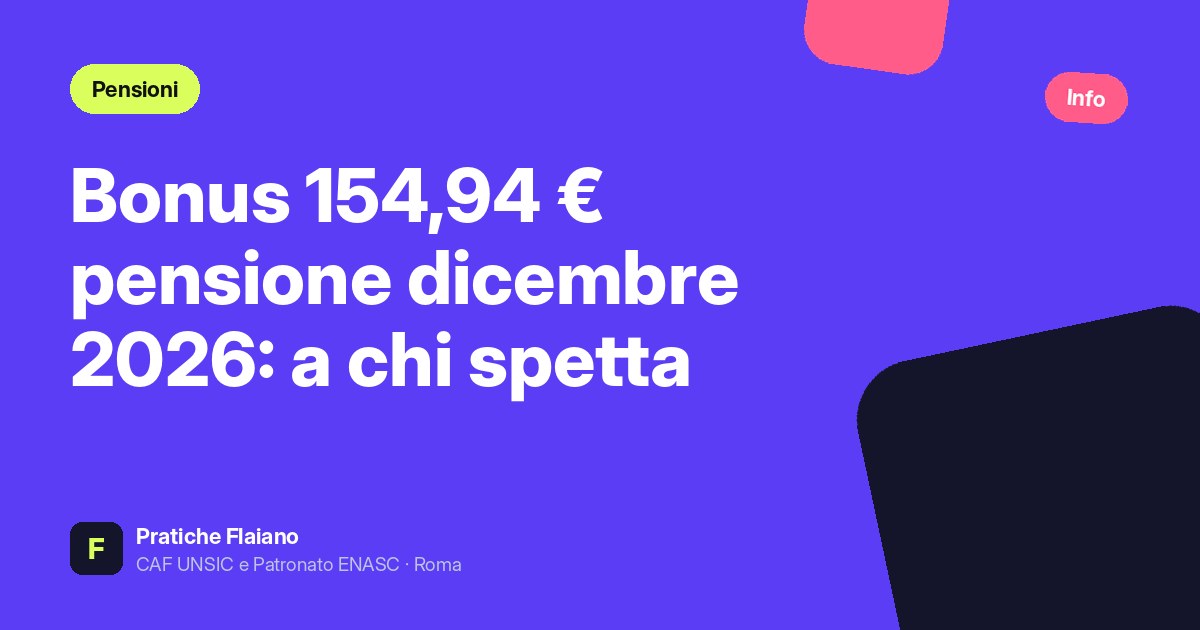 Pensioni
Info
Bonus 154,94 €
pensione dicembre
2026: a chi spetta
F
Pratiche Flaiano
CAF UNSIC e Patronato ENASC · Roma